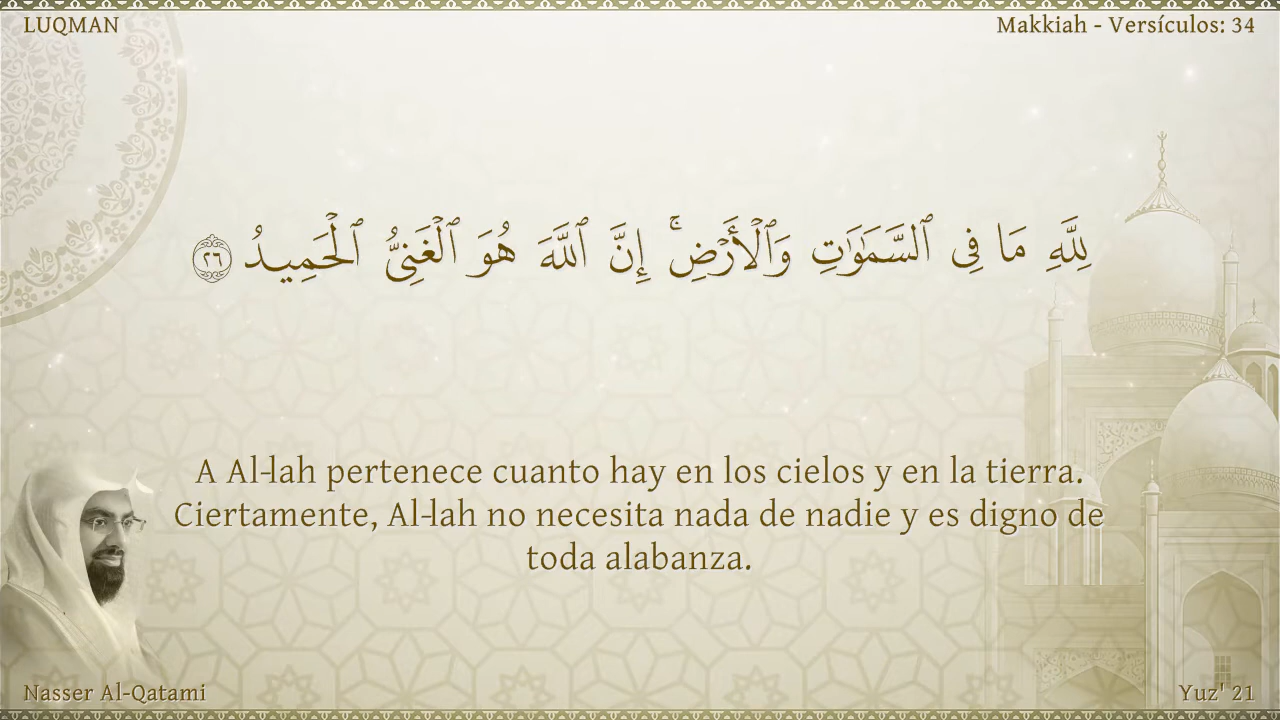 LUQMAN
Makkiah - Versículos: 34
لِلَّهِ مَا فِى ٱلسَّمَـٰوَٰتِ وَٱلْأَرْضِ ۚ إِنَّ ٱللَّهَ هُوَ ٱلْغَنِىُّ ٱلْحَمِيدُ ٢٦
A Al-lah pertenece cuanto hay en los cielos y en la tierra.
Ciertamente, Al-lah no necesita nada de nadie y es digno de
toda alabanza.
Nasser Al-Qatami
Yuz' 21